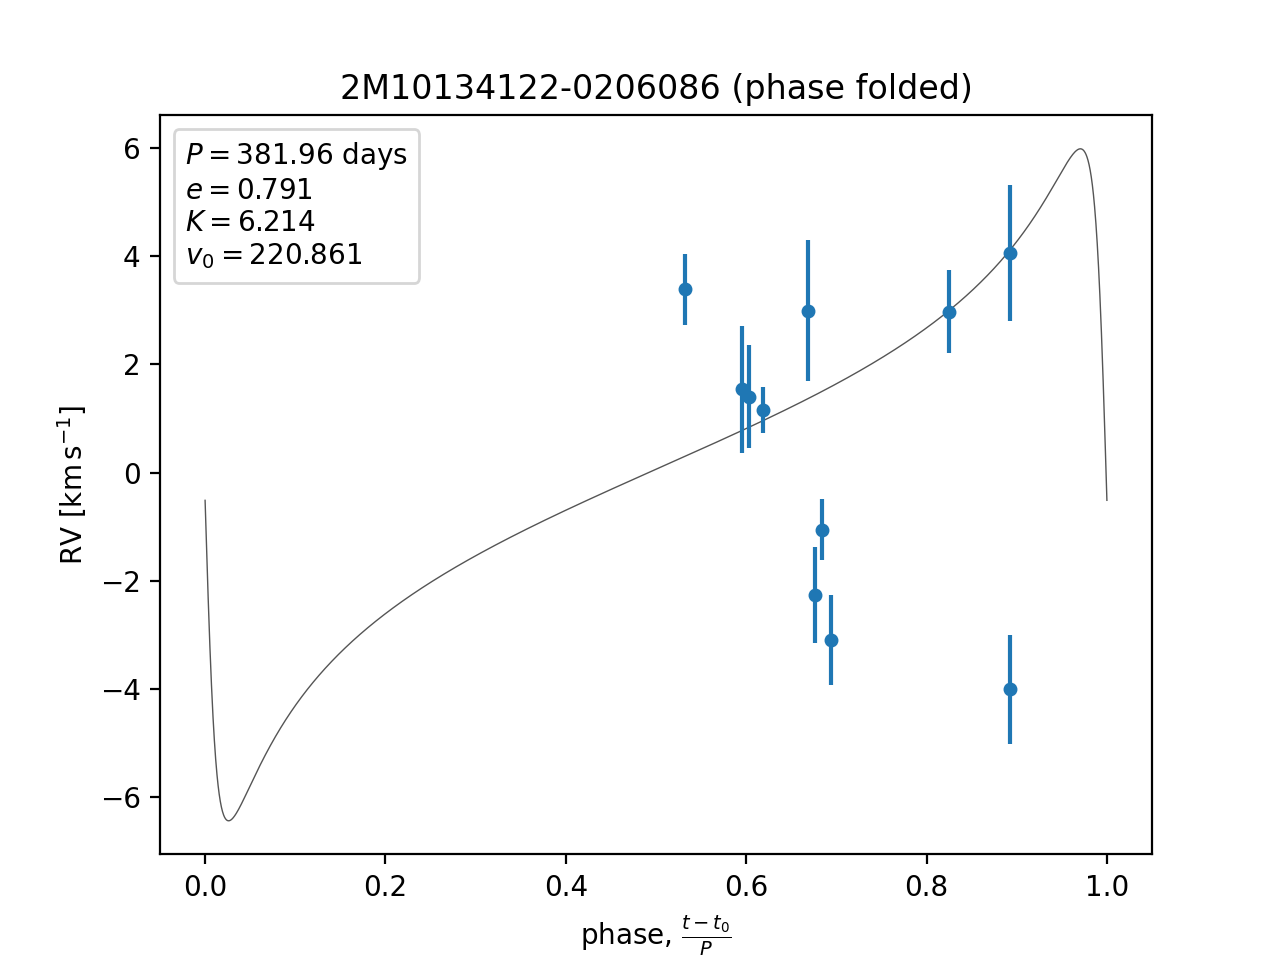 2M10134122-0206086 (phase folded)
P = 381.96 days
e = 0.791
K = 6.214
v₀ = 220.861
RV [km s⁻¹]
6
4
2
0
−2
−4
−6
0.0 0.2 0.4 0.6 0.8 1.0
phase, (t − t₀)/P